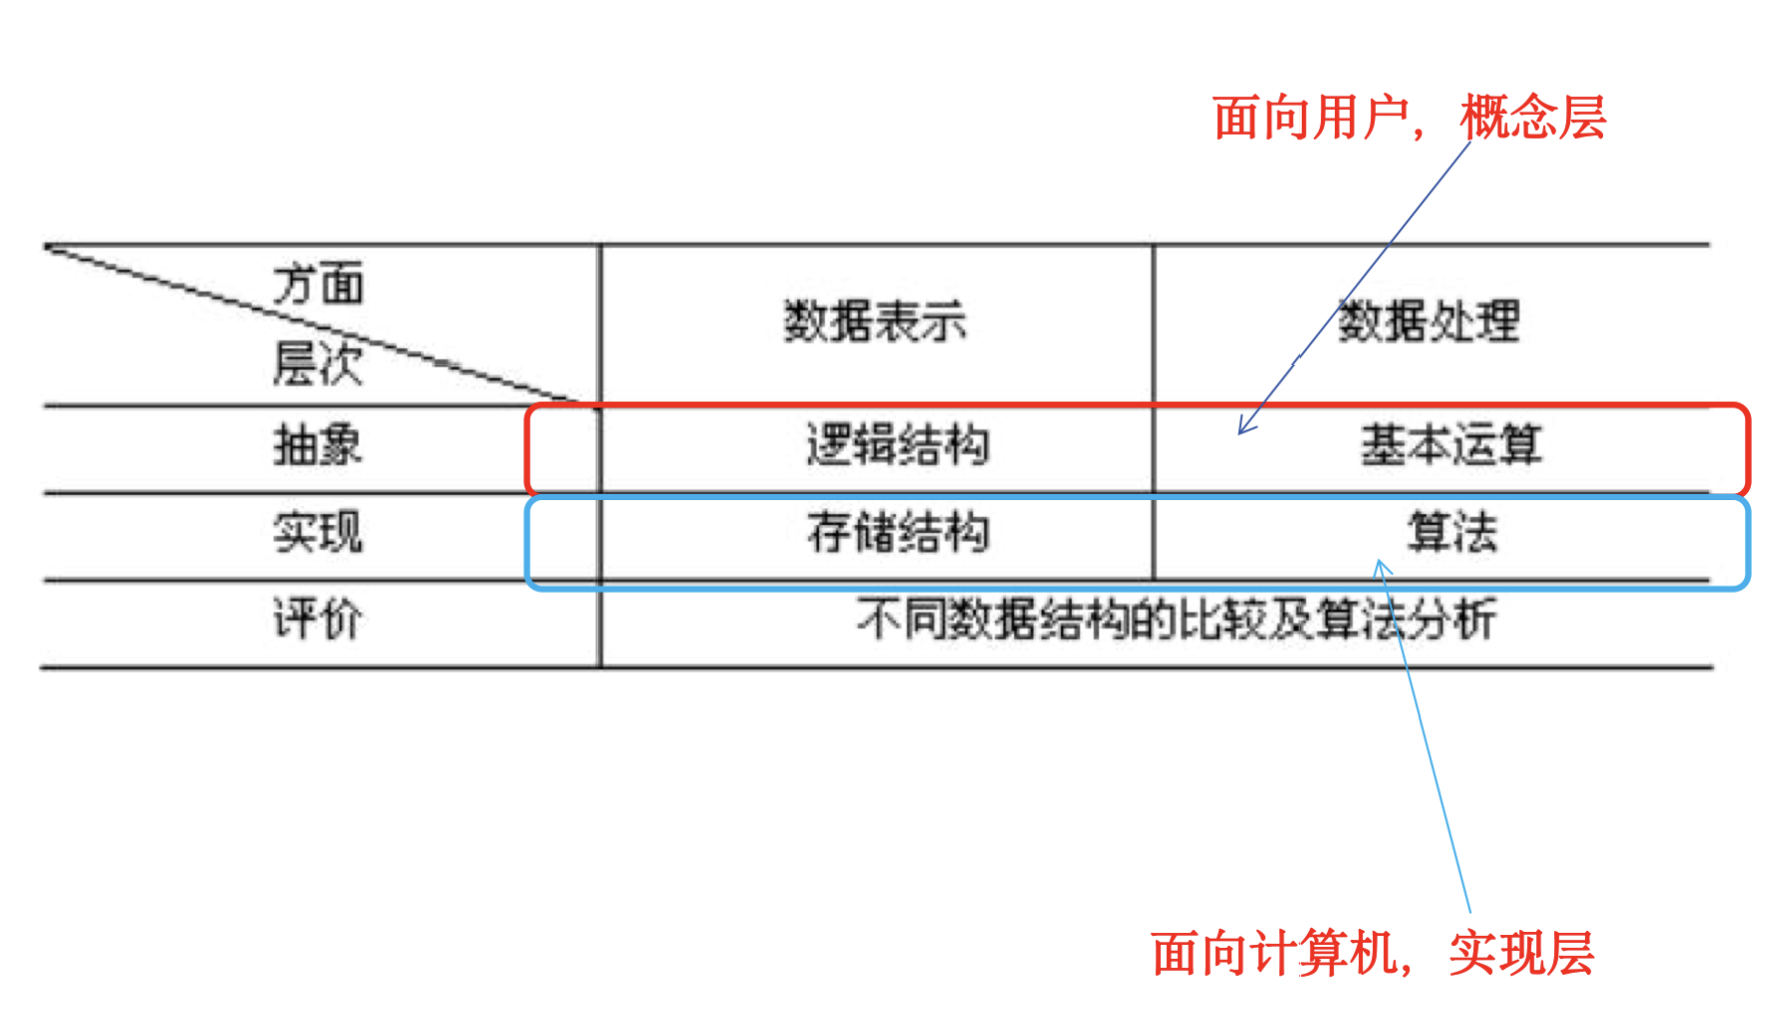 面向用户，概念层
方面
层次
数据表示
数据处理
抽象
逻辑结构
基本运算
实现
存储结构
算法
评价
不同数据结构的比较及算法分析
面向计算机，实现层